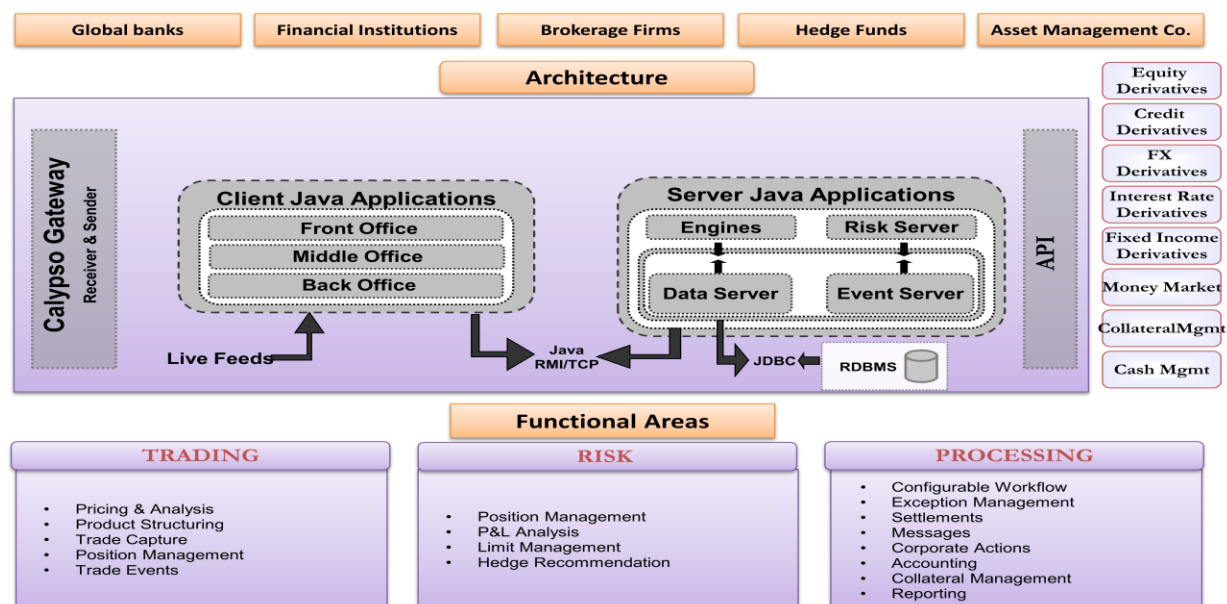 Global banks
Financial Institutions
Brokerage Firms
Hedge Funds
Asset Management Co.
Architecture
Equity
Derivatives
Credit
Derivatives
FX
Derivatives
Interest Rate
Derivatives
Fixed Income
Derivatives
Money Market
CollateralMgmt
Cash Mgmt
Calypso Gateway
Receiver & Sender
Client Java Applications
Front Office
Middle Office
Back Office
Live Feeds
Java
RMI/TCP
Server Java Applications
Engines
Risk Server
Data Server
Event Server
JDBC
RDBMS
API
Functional Areas
TRADING
• Pricing & Analysis
• Product Structuring
• Trade Capture
• Position Management
• Trade Events
RISK
• Position Management
• P&L Analysis
• Limit Management
• Hedge Recommendation
PROCESSING
• Configurable Workflow
• Exception Management
• Settlements
• Messages
• Corporate Actions
• Accounting
• Collateral Management
• Reporting